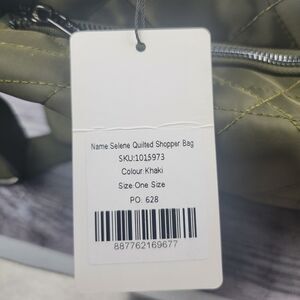 Name:Selene Quilted Shopper Bag
SKU:1015973
Colour:Khaki
Size:One Size
PO: 628
887762169677